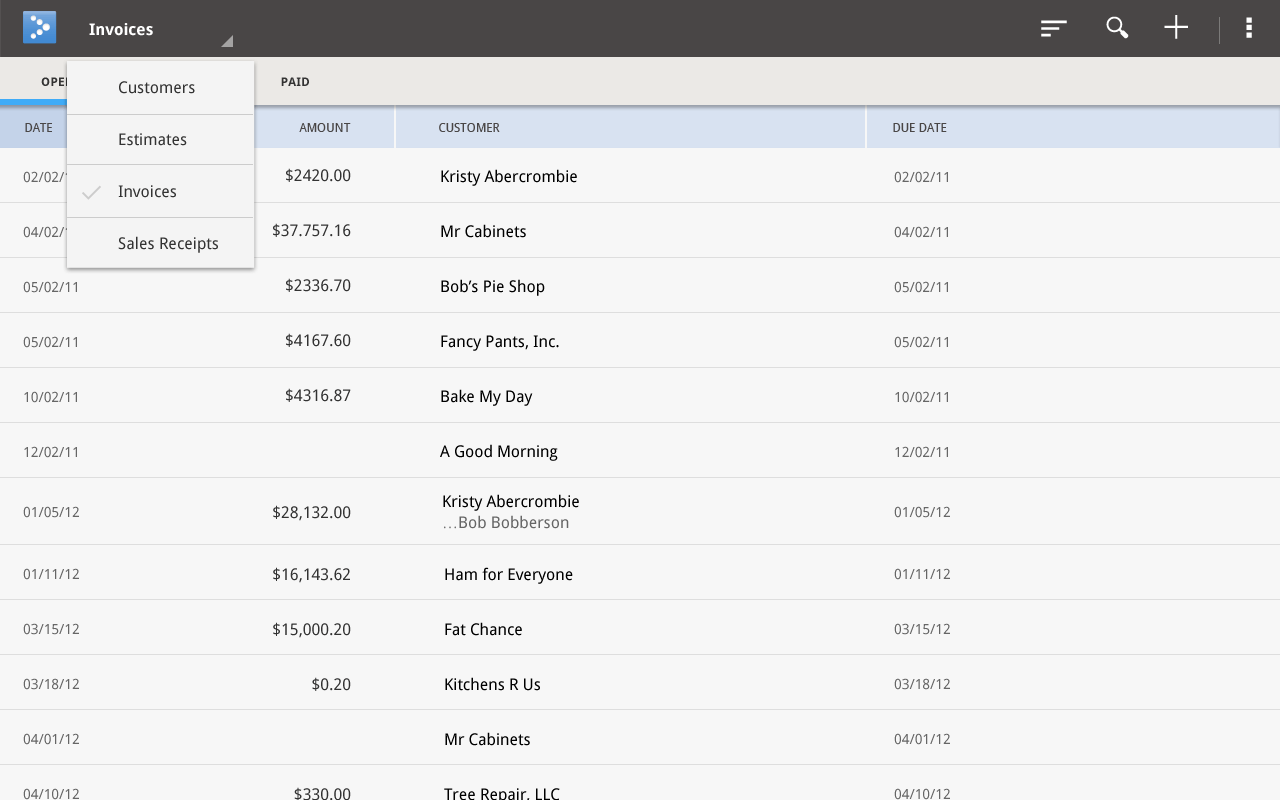 Invoices
OPE
PAID
Customers
Estimates
Invoices
Sales Receipts
DATE AMOUNT CUSTOMER DUE DATE
02/02/ $2420.00 Kristy Abercrombie 02/02/11
04/02/ $37.757.16 Mr Cabinets 04/02/11
05/02/11 $2336.70 Bob’s Pie Shop 05/02/11
05/02/11 $4167.60 Fancy Pants, Inc. 05/02/11
10/02/11 $4316.87 Bake My Day 10/02/11
12/02/11 A Good Morning 12/02/11
01/05/12 $28,132.00 Kristy Abercrombie 01/05/12
...Bob Bobberson
01/11/12 $16,143.62 Ham for Everyone 01/11/12
03/15/12 $15,000.20 Fat Chance 03/15/12
03/18/12 $0.20 Kitchens R Us 03/18/12
04/01/12 Mr Cabinets 04/01/12
04/10/12 $330.00 Tree Repair, LLC 04/10/12